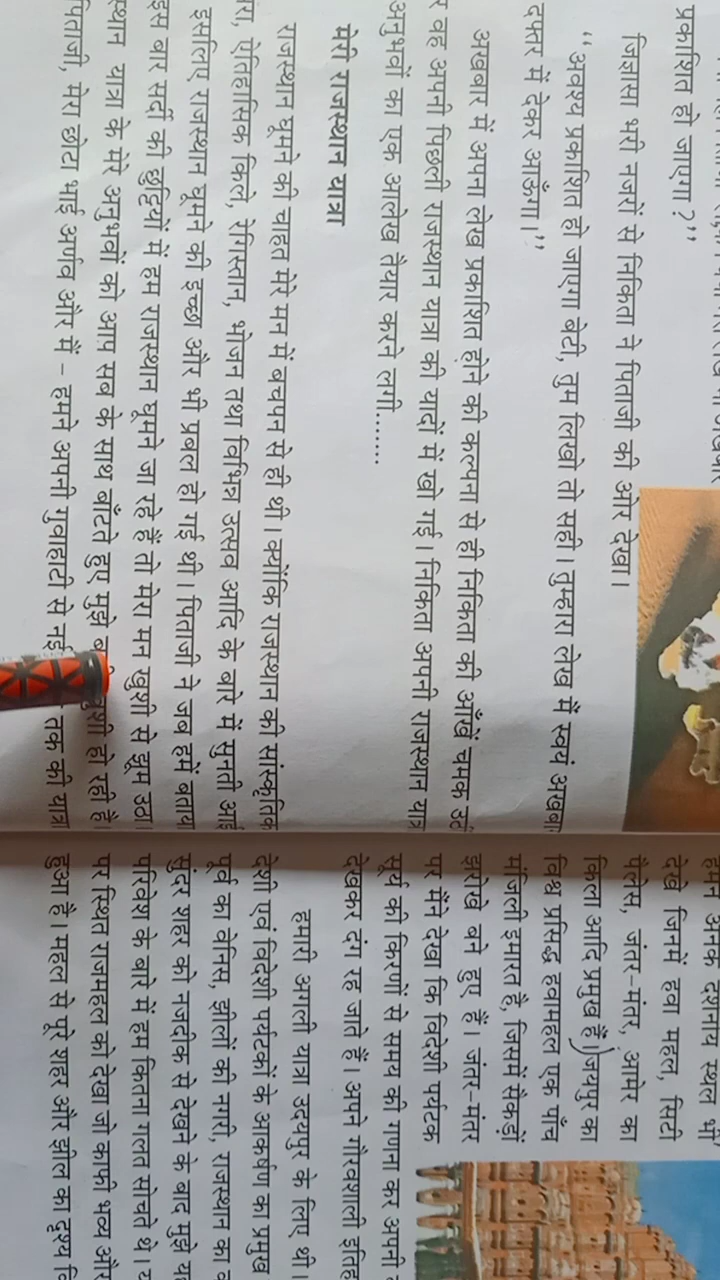 प्रकाशित हो जाएगा ?”
जिज्ञासा भरी नजरों से निकिता ने पिताजी की ओर देखा।
“अवश्य प्रकाशित हो जाएगा बेटी, तुम लिखो तो सही। तुम्हारा लेख मैं स्वयं
दफ्तर में देकर आऊँगा।”
अखबार में अपना लेख प्रकाशित होने की कल्पना से ही निकिता की आँखें चमक
वह अपनी पिछली राजस्थान यात्रा की यादों में खो गई। निकिता अपनी राजस्थान
अनुभवों का एक आलेख तैयार करने लगी.......
मेरी राजस्थान यात्रा
राजस्थान घूमने की चाहत मेरे मन में बचपन से ही थी। क्योंकि राजस्थान की सांस्कृतिक
ऐतिहासिक किले, रेगिस्तान, भोजन तथा विभिन्न उत्सव आदि के बारे में सुनती आई
इसलिए राजस्थान घूमने की इच्छा और भी प्रबल हो गई थी। पिताजी ने जब हमें बताया
इस बार सर्दी की छुट्टियों में हम राजस्थान घूमने जा रहे हैं तो मेरा मन खुशी से झूम उठा।
यात्रा के मेरे अनुभवों को आप सब के साथ बाँटते हुए मुझे हो रही है।
पिताजी, मेरा छोटा भाई अर्णव और मैं – हमने अपनी गुवाहाटी से तक की यात्रा
हमने अनेक दर्शनीय स्थल भी
देखे जिनमें हवा महल, सिटी
पैलेस, जंतर-मंतर, आमेर का
किला आदि प्रमुख हैं। जयपुर का
विश्व प्रसिद्ध हवामहल एक पाँच
मंजिली इमारत है, जिसमें सैकड़ों
झरोखे बने हुए हैं। जंतर-मंतर
पर मैंने देखा कि विदेशी पर्यटक
सूर्य की किरणों से समय की गणना कर अपनी
देखकर दंग रह जाते हैं। अपने गौरवशाली
हमारी अगली यात्रा उदयपुर के लिए थी।
देशी एवं विदेशी पर्यटकों के आकर्षण का प्रमुख
पूर्व का वेनिस, झीलों की नगरी, राजस्थान का
सुंदर शहर को नजदीक से देखने के बाद मुझे
परिवेश के बारे में हम कितना गलत सोचते थे।
पर स्थित राजमहल को देखा जो काफी भव्य और
हुआ है। महल से पूरे शहर और झील का दृश्य